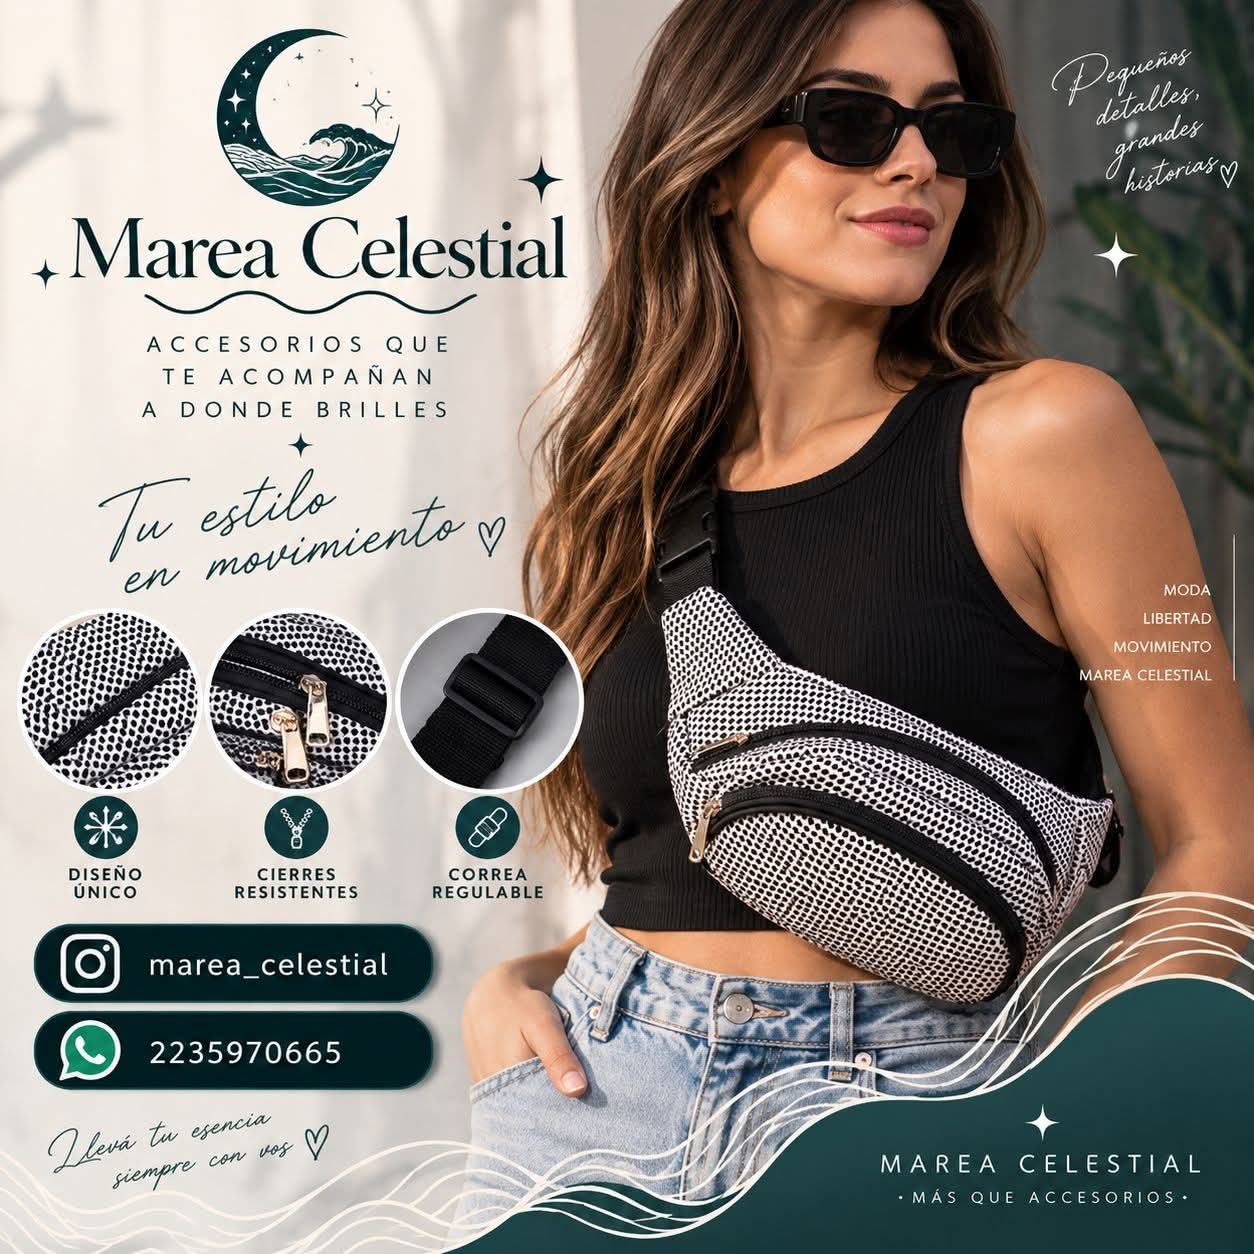 Marea Celestial
ACCESORIOS QUE
TE ACOMPAÑAN
A DONDE BRILLES
Tu estilo
en movimiento
DISEÑO
ÚNICO
CIERRES
RESISTENTES
CORREA
REGULABLE
marea_celestial
2235970665
Llevá tu esencia
siempre con vos
Pequeños
detalles,
grandes
historias
MODA
LIBERTAD
MOVIMIENTO
MAREA CELESTIAL
MAREA CELESTIAL
•MÁS QUE ACCESORIOS•